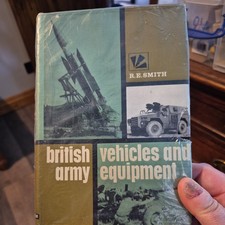 R.E.SMITH
british vehicles and
army equipment